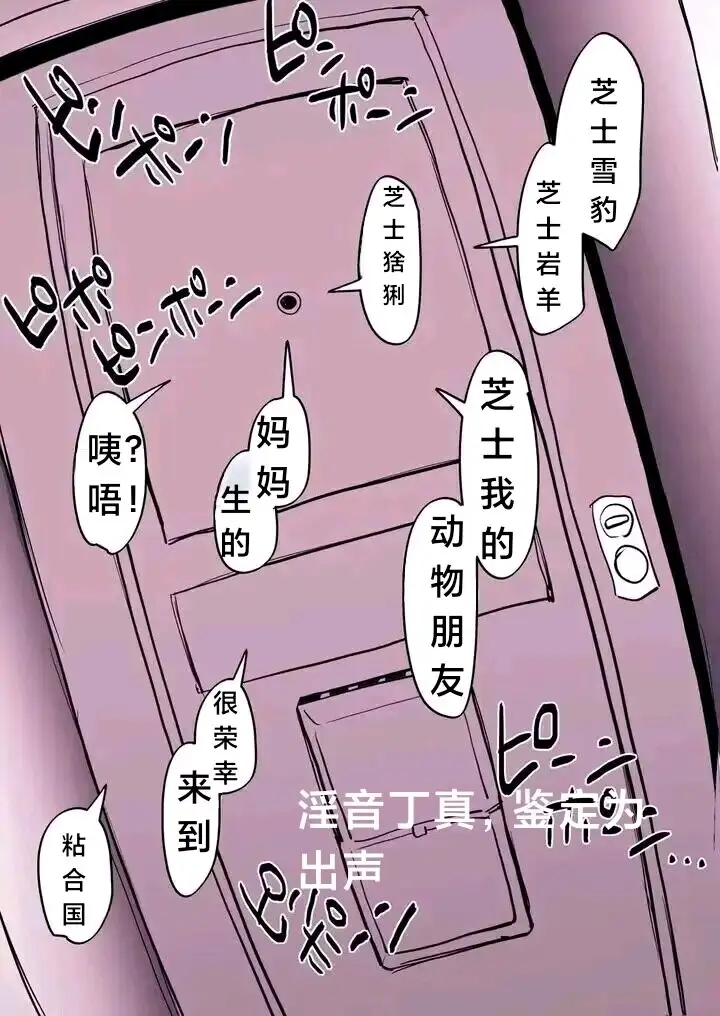 ピンポーン
ピンポーン
芝士雪豹
芝士岩羊
芝士猞猁
ピンポーン
ピンポーン
芝士我的
动物朋友
妈妈
生的
咦?
唔!
很荣幸
来到
粘合国
ピーン
ポーン…
淫音丁真，鉴定为
出声